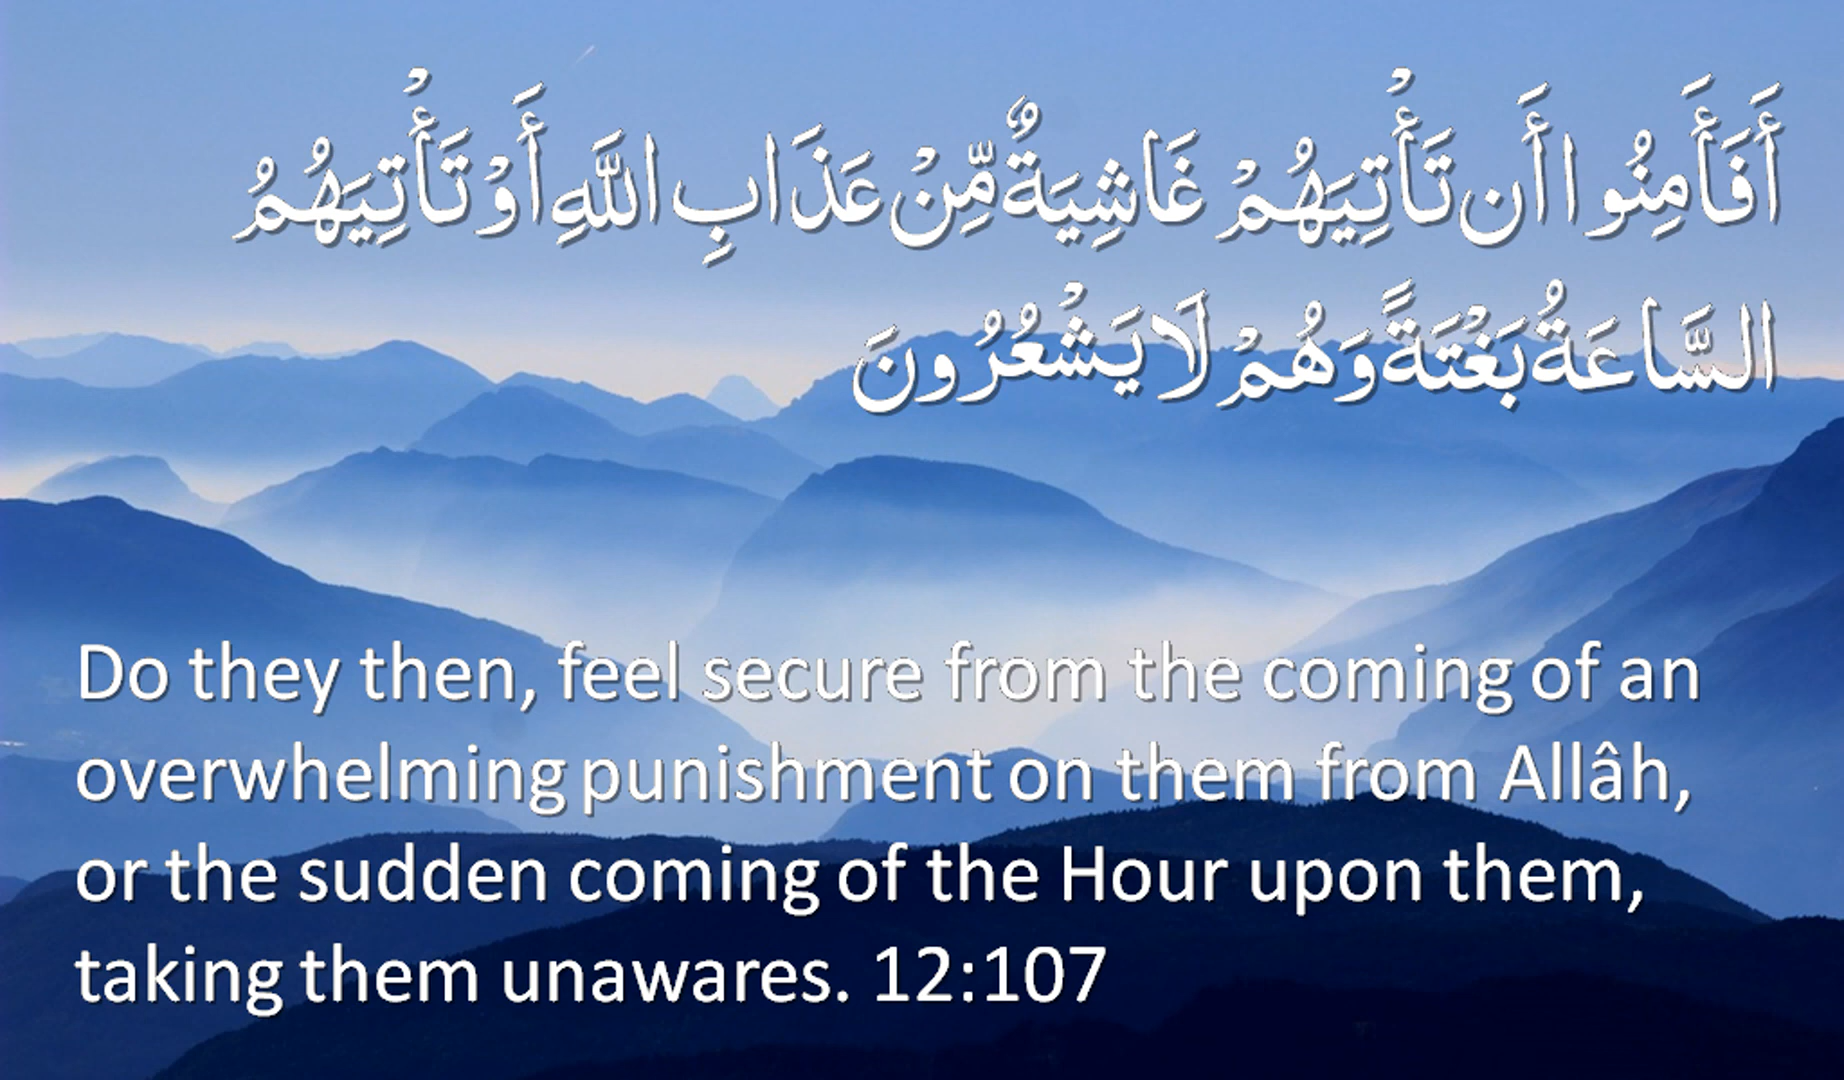 أَفَأَمِنُوا أَن تَأْتِيَهُمْ غَاشِيَةٌ مِّنْ عَذَابِ اللَّهِ أَوْ تَأْتِيَهُمُ
السَّاعَةُ بَغْتَةً وَهُمْ لَا يَشْعُرُونَ
Do they then, feel secure from the coming of an
overwhelming punishment on them from Allâh,
or the sudden coming of the Hour upon them,
taking them unawares. 12:107